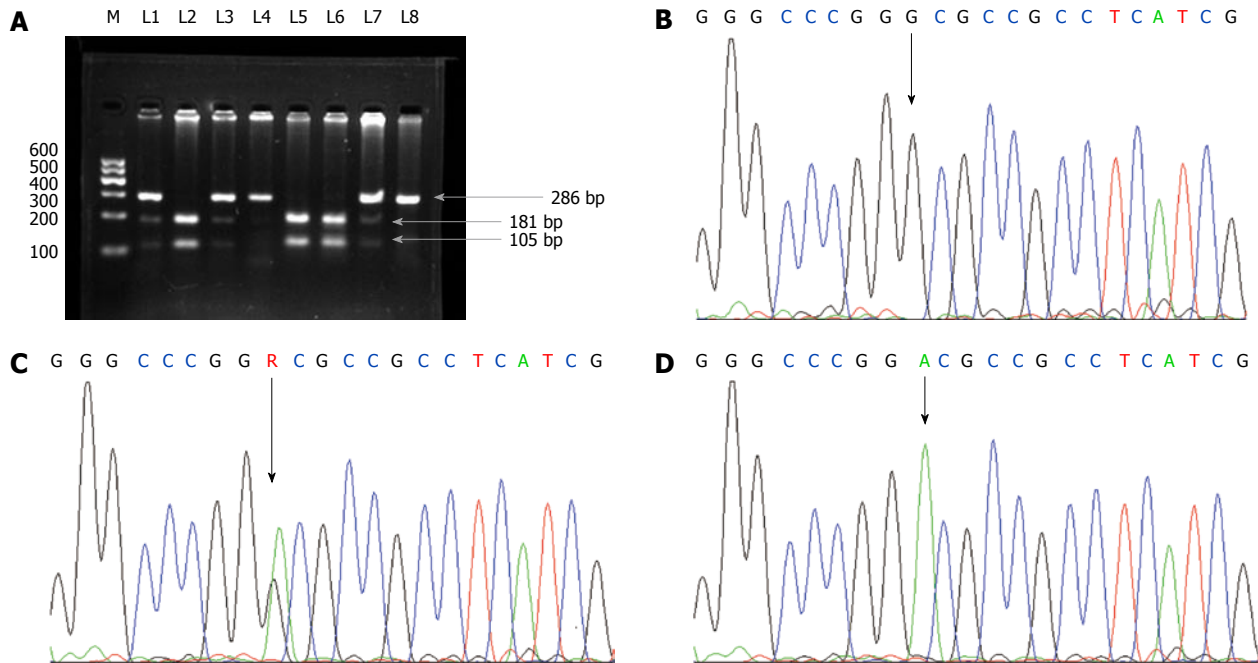 A
M L1 L2 L3 L4 L5 L6 L7 L8
600
500
400
300
200
100
286 bp
181 bp
105 bp
B
G G G C C C G G G C G C C G C C T C A T C G
C
G G G C C C G G R C G C C G C C T C A T C G
D
G G G C C C G G A C G C C G C C T C A T C G